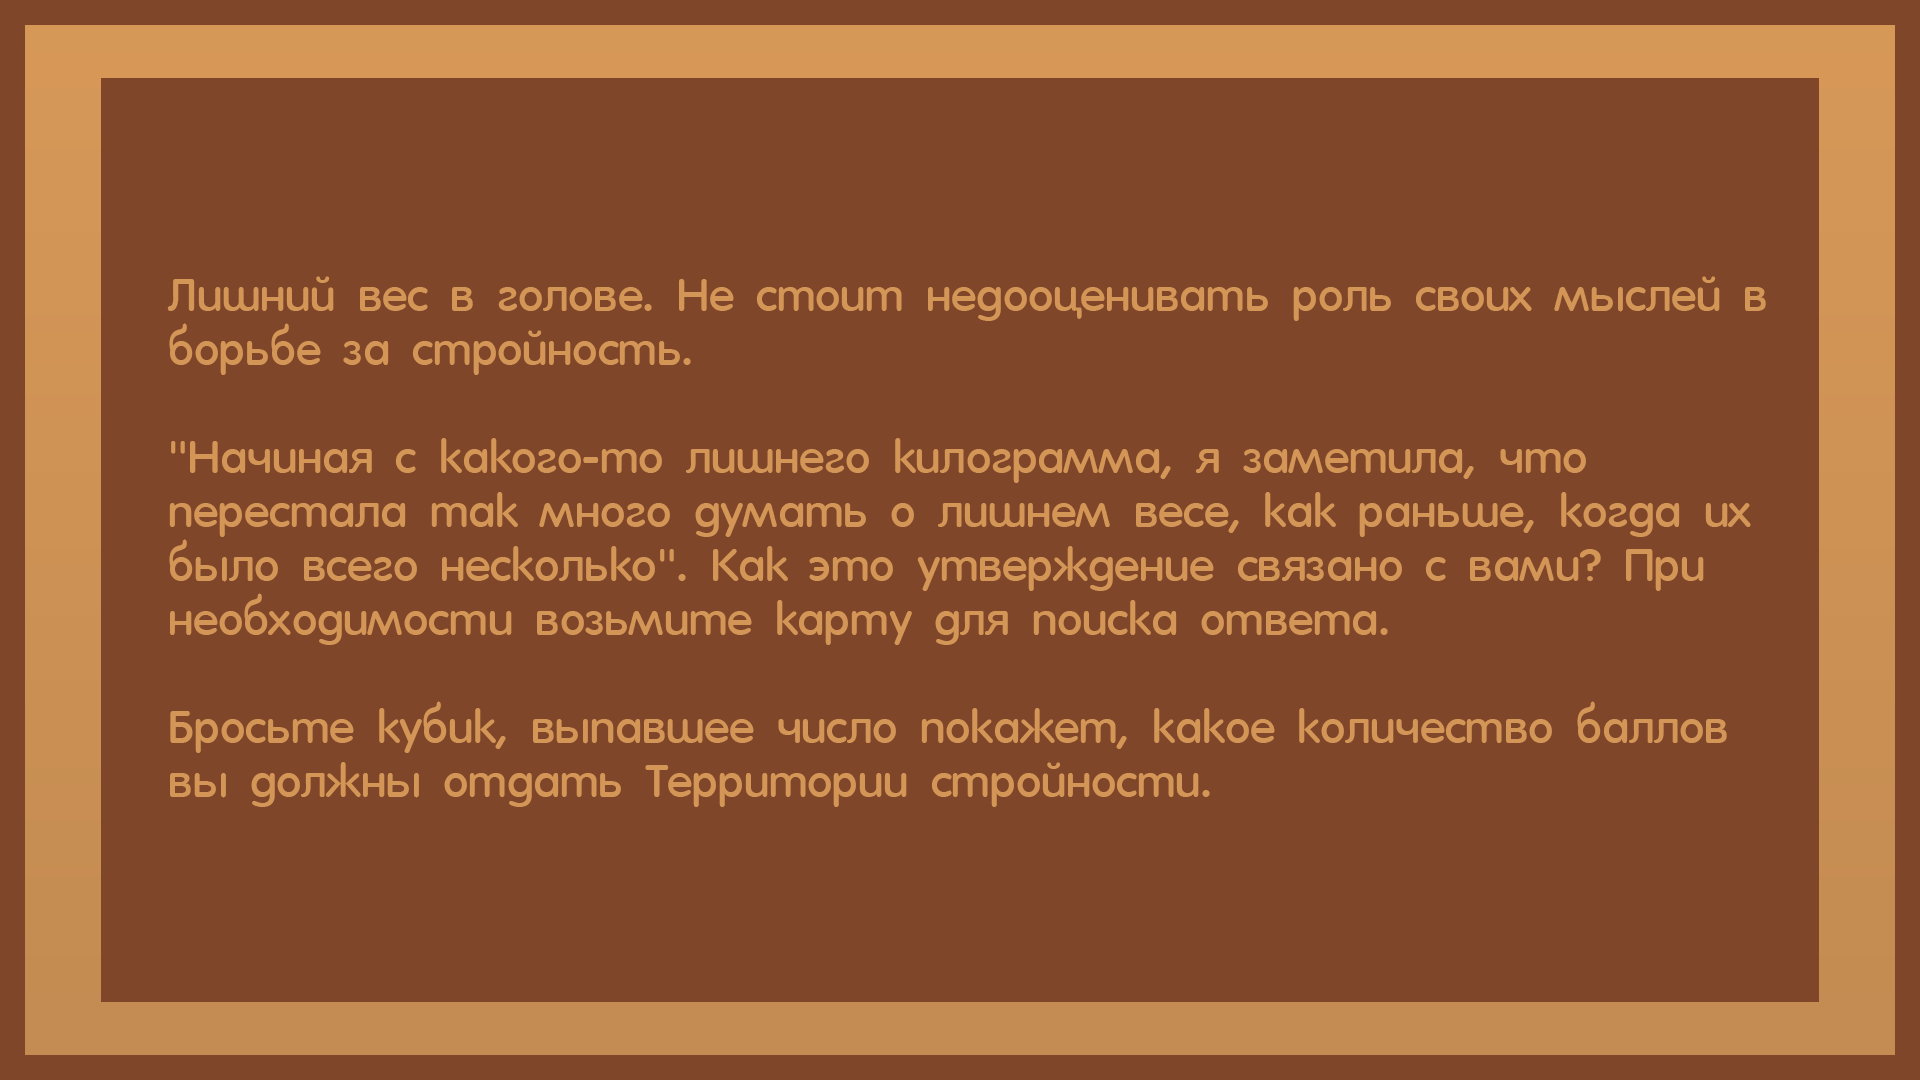 Лишний вес в голове. Не стоит недооценивать роль своих мыслей в
борьбе за стройность.
"Начиная с какого-то лишнего килограмма, я заметила, что
перестала так много думать о лишнем весе, как раньше, когда их
было всего несколько". Как это утверждение связано с вами? При
необходимости возьмите карту для поиска ответа.
Бросьте кубик, выпавшее число покажет, какое количество баллов
вы должны отдать Территории стройности.